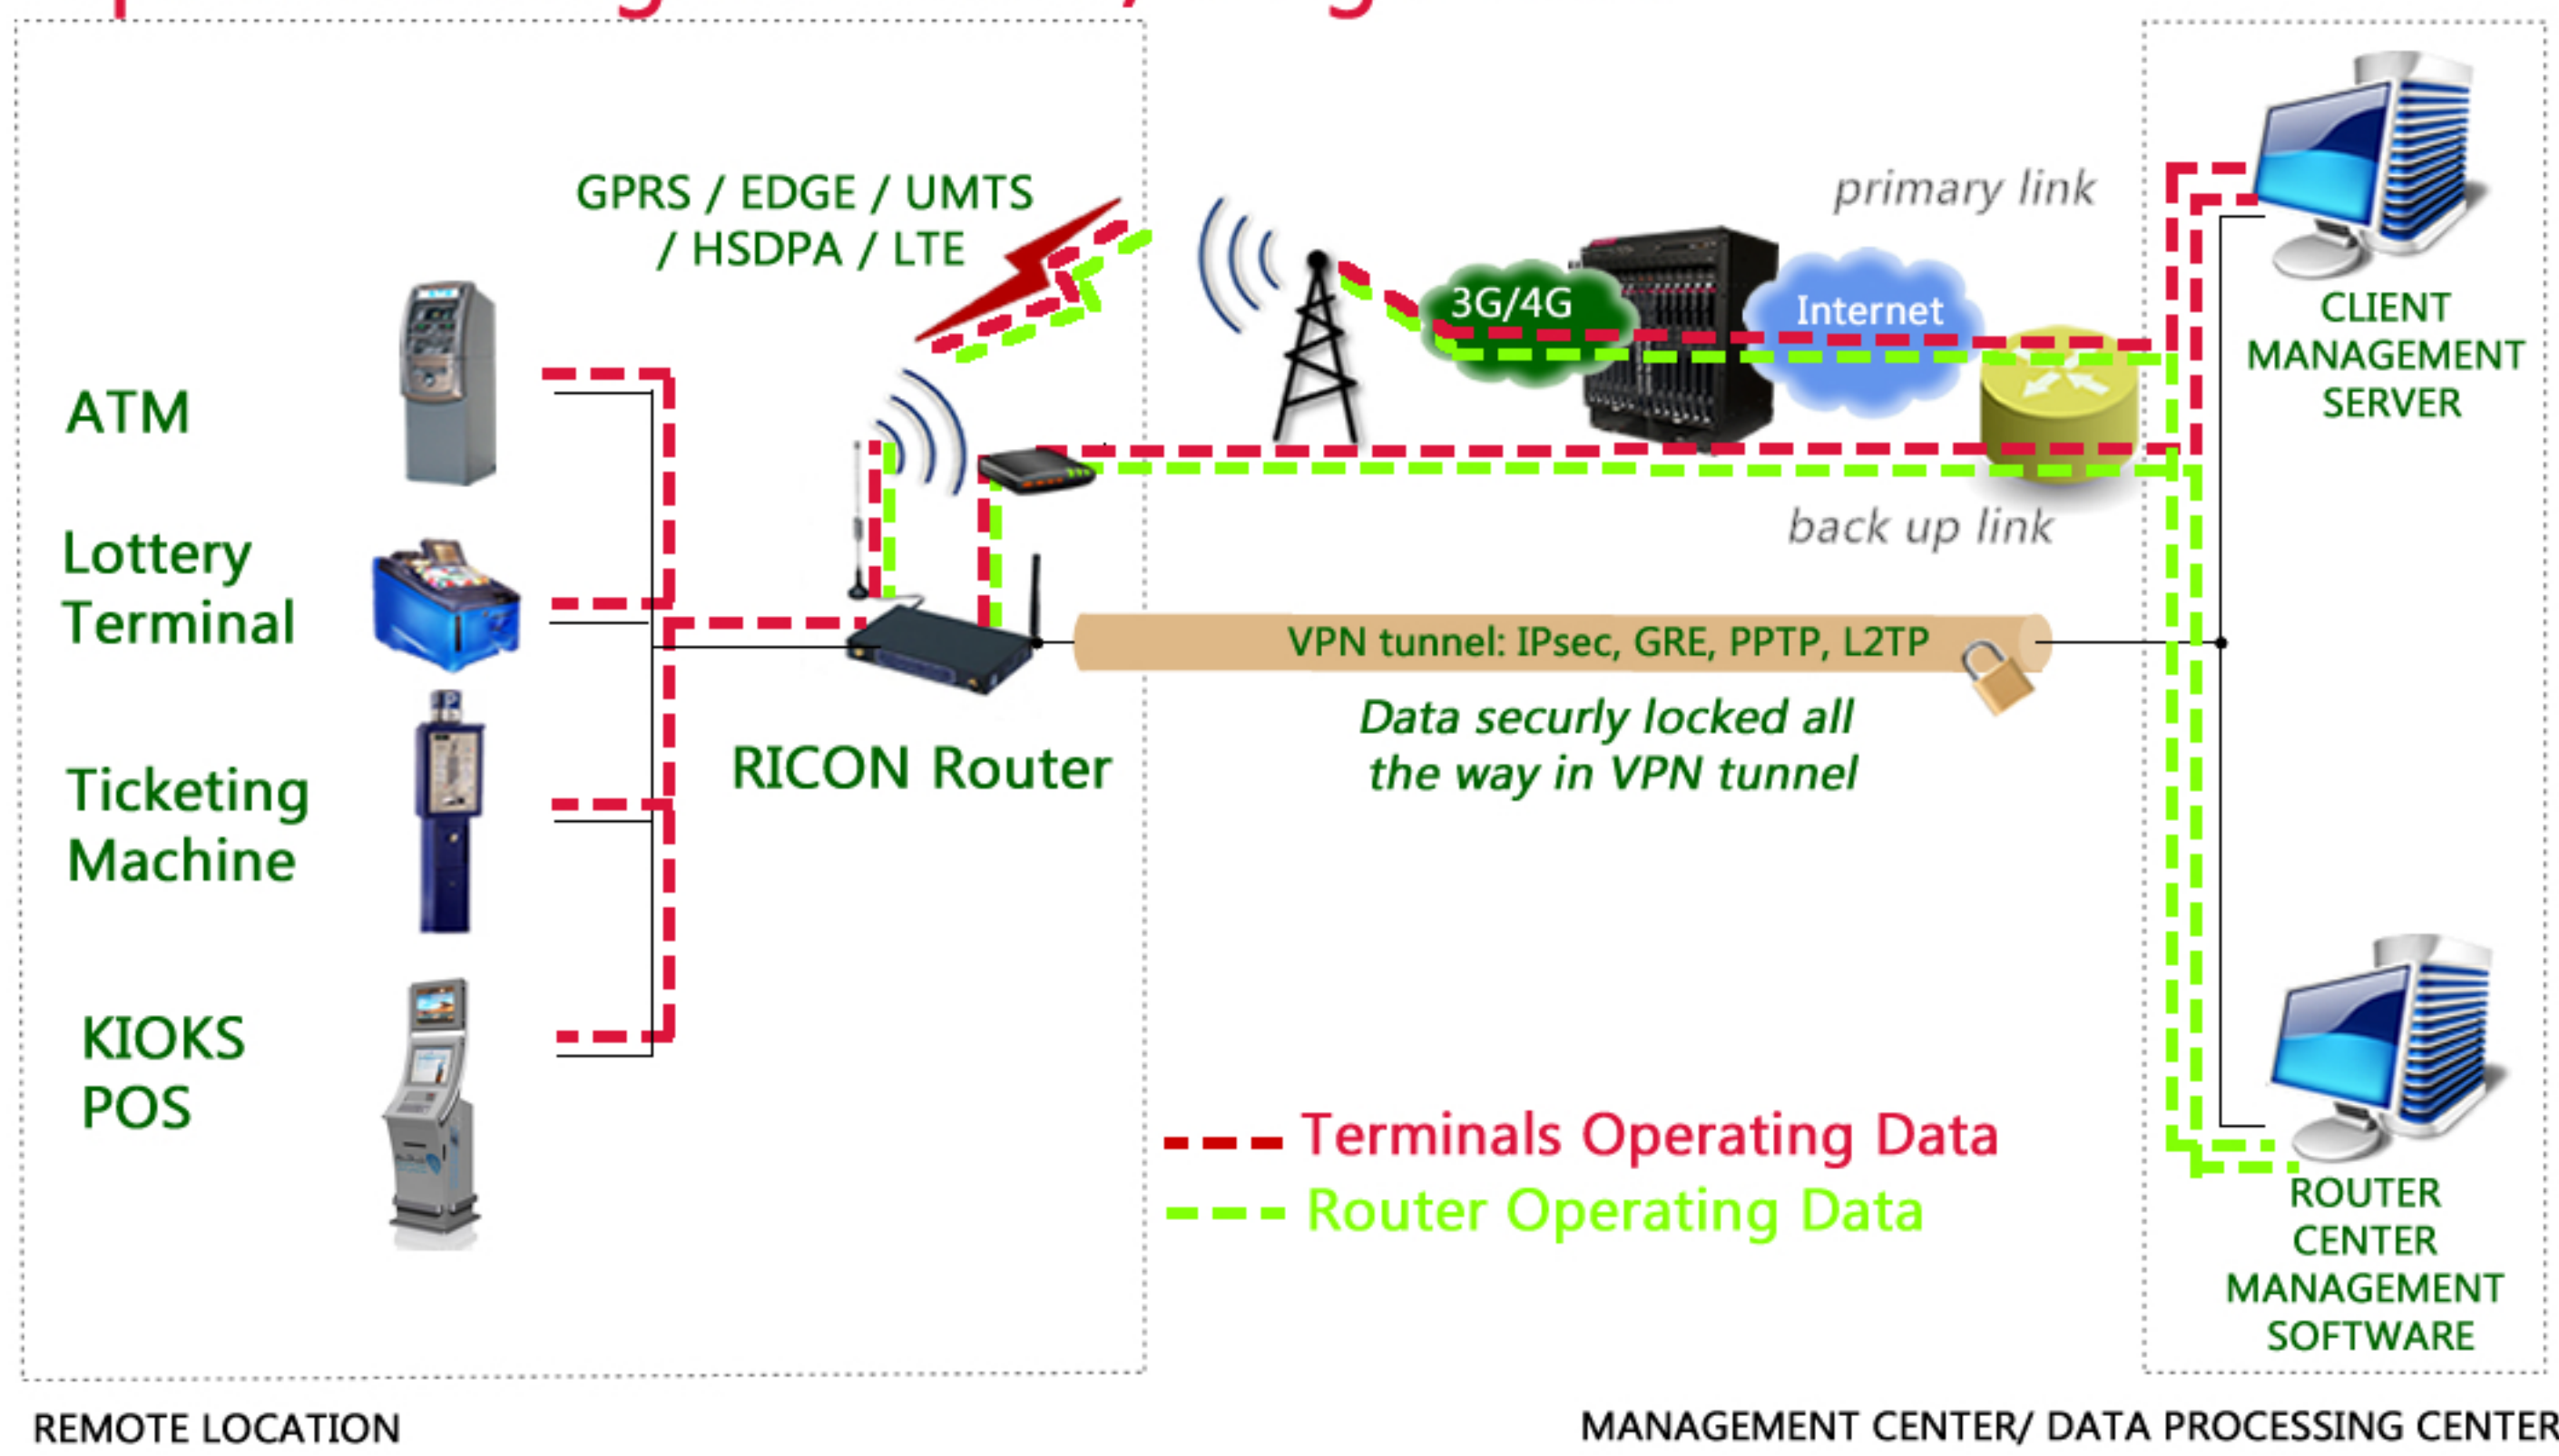 GPRS / EDGE / UMTS
/ HSDPA / LTE
primary link
3G/4G
Internet
CLIENT
MANAGEMENT
SERVER
ATM
back up link
Lottery
Terminal
VPN tunnel: IPsec, GRE, PPTP, L2TP
Data securly locked all
the way in VPN tunnel
RICON Router
Ticketing
Machine
KIOKS
POS
Terminals Operating Data
Router Operating Data
ROUTER
CENTER
MANAGEMENT
SOFTWARE
REMOTE LOCATION
MANAGEMENT CENTER/ DATA PROCESSING CENTER